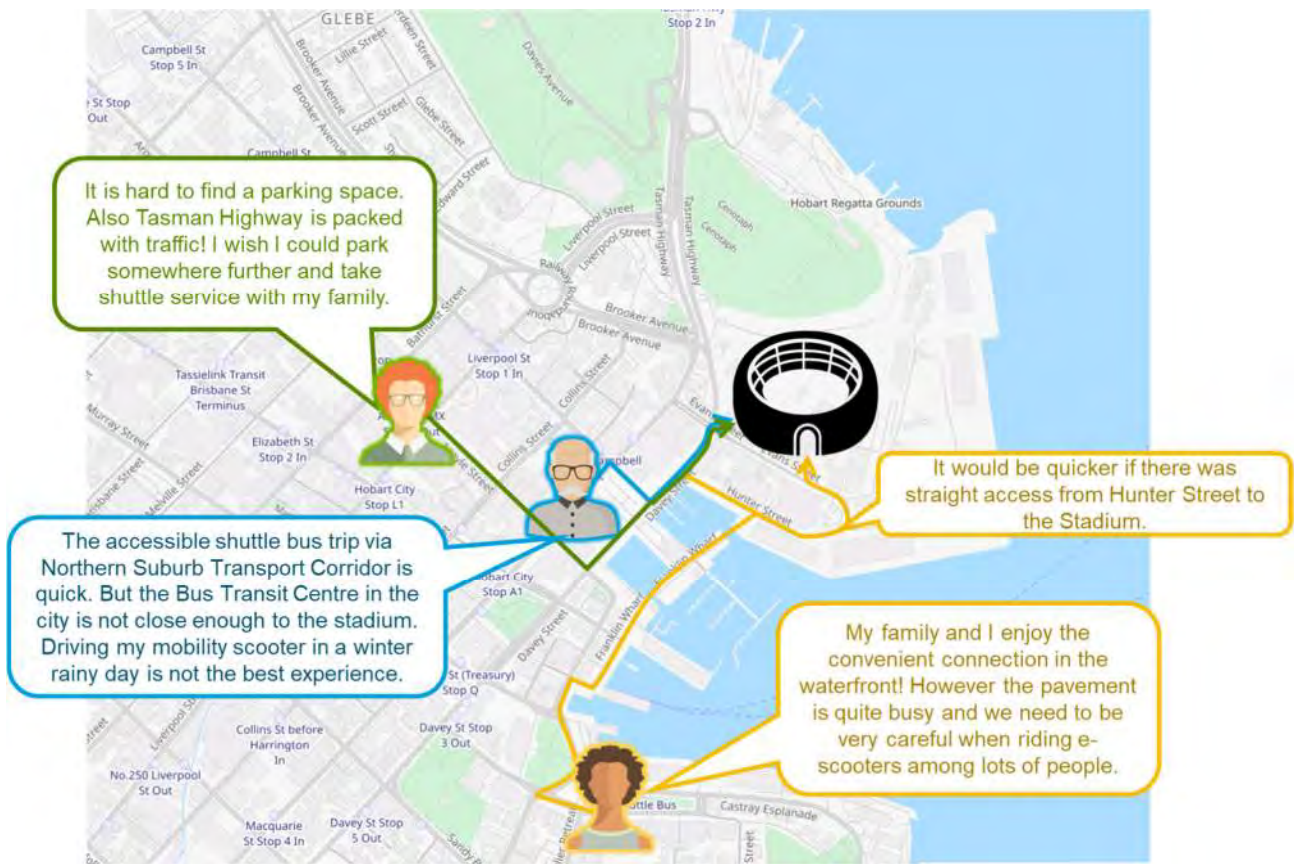 Stop 2 In
GLEBE
Campbell St
Stop 5 In
Lillie Street
Brooker Avenue
Brooker Avenue
Davies Avenue
Glebe Street
Scott Street
Out
Campbell St
It is hard to find a parking space.
Also Tasman Highway is packed
with traffic! I wish I could park
somewhere further and take
shuttle service with my family.
Tasman Highway
Tasman Highway
Cenotaph
Cenotaph
Hobart Regatta Grounds
Liverpool Street
Liverpool Street
Railway
Roundabout
Brooker Avenue
Brooker Avenue
Bathurst Street
Liverpool St
Stop 1 In
Collins Street
Tassielink Transit
Brisbane St
Terminus
Murray Street
Melville Street
Elizabeth St
Stop 2 In
Collins Street
Campbell
Hobart City
Stop L1
Davey Street
Hunter Street
Franklin Wharf
It would be quicker if there was
straight access from Hunter Street to
the Stadium.
The accessible shuttle bus trip via
Northern Suburb Transport Corridor is
quick. But the Bus Transit Centre in the
city is not close enough to the stadium.
Driving my mobility scooter in a winter
rainy day is not the best experience.
Hobart City
Stop A1
Davey Street
Franklin Wharf
St (Treasury)
Stop Q
My family and I enjoy the
convenient connection in the
waterfront! However the pavement
is quite busy and we need to be
very careful when riding e-
scooters among lots of people.
Davey St Stop
3 Out
Collins St before
Harrington
In
No.250 Liverpool
St Out
Macquarie
St Stop 4 In
Davey St Stop
5 Out
Castray Esplanade